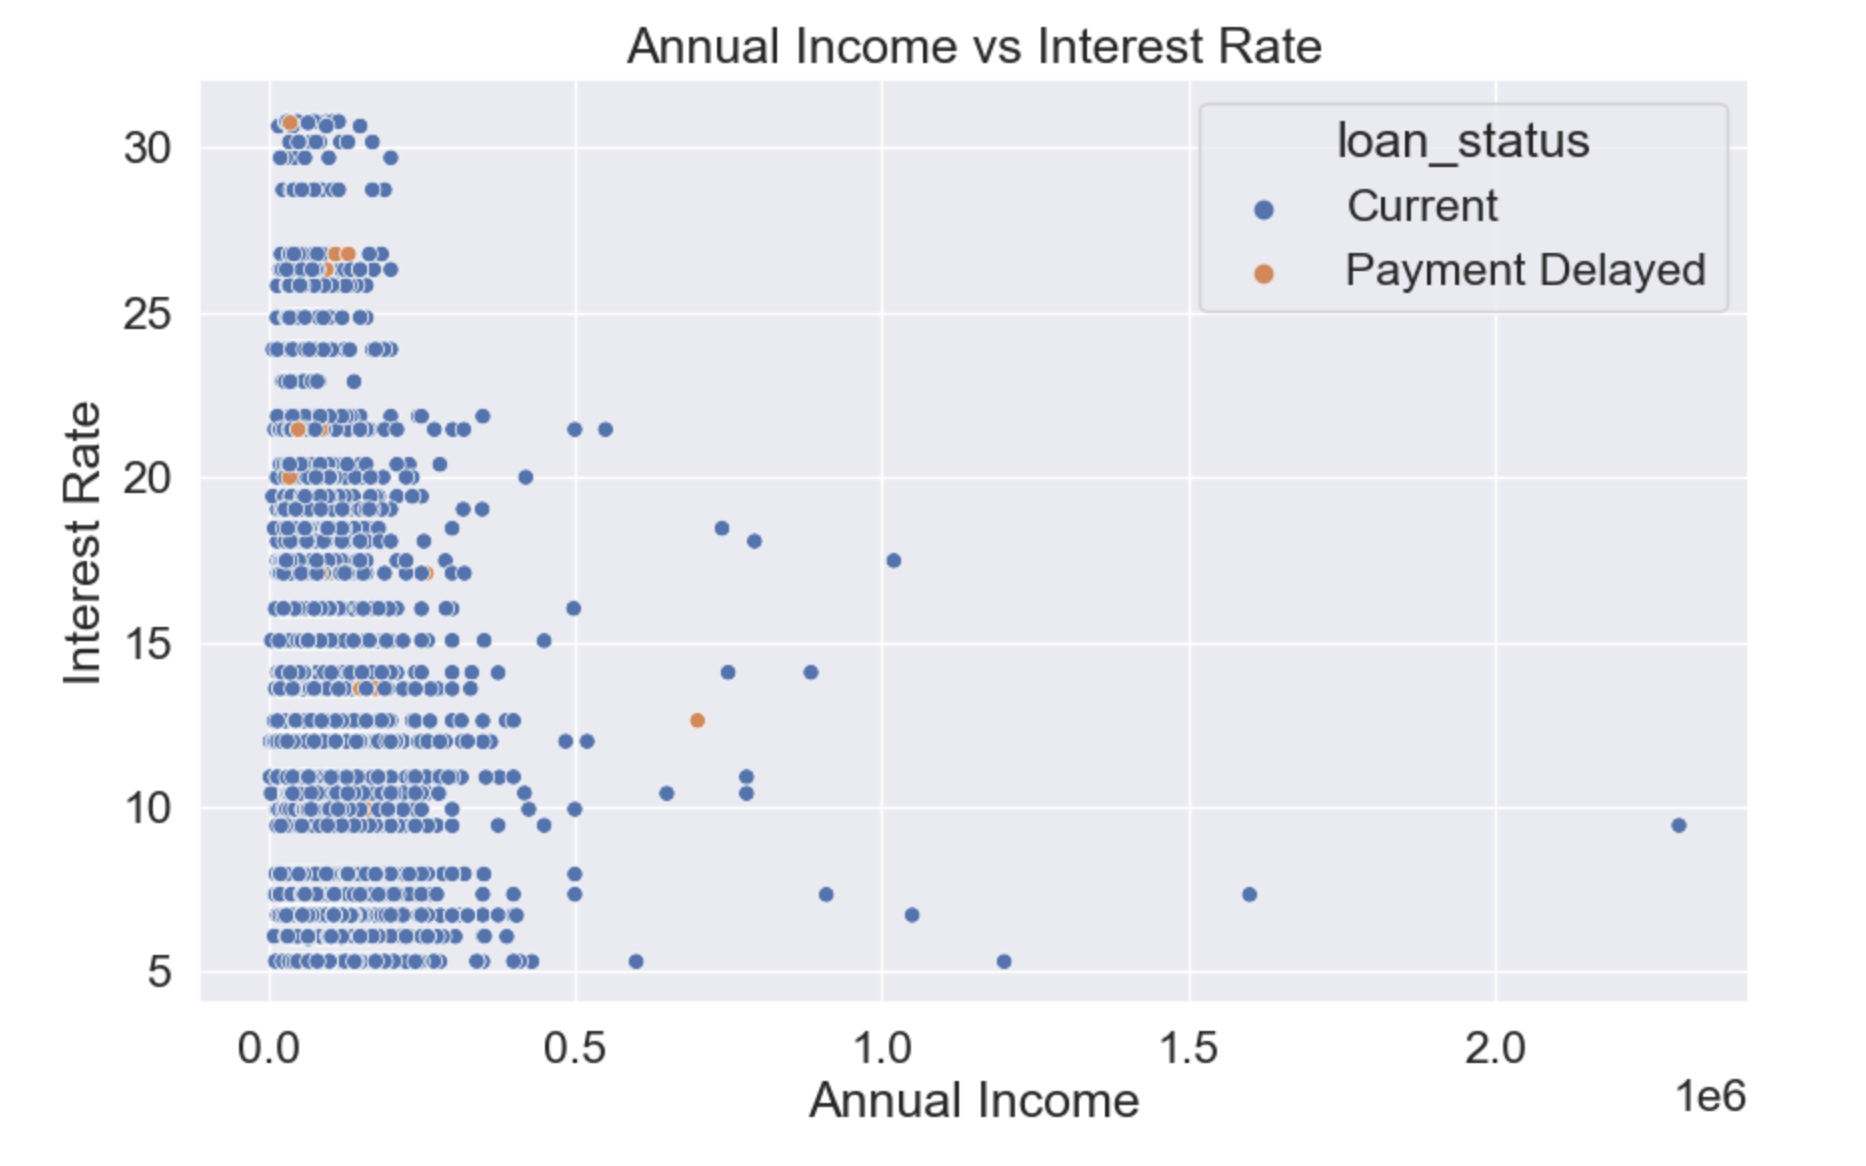 Annual Income vs Interest Rate
loan_status
Current
Payment Delayed
30
25
20
15
10
5
Interest Rate
0.0 0.5 1.0 1.5 2.0
1e6
Annual Income